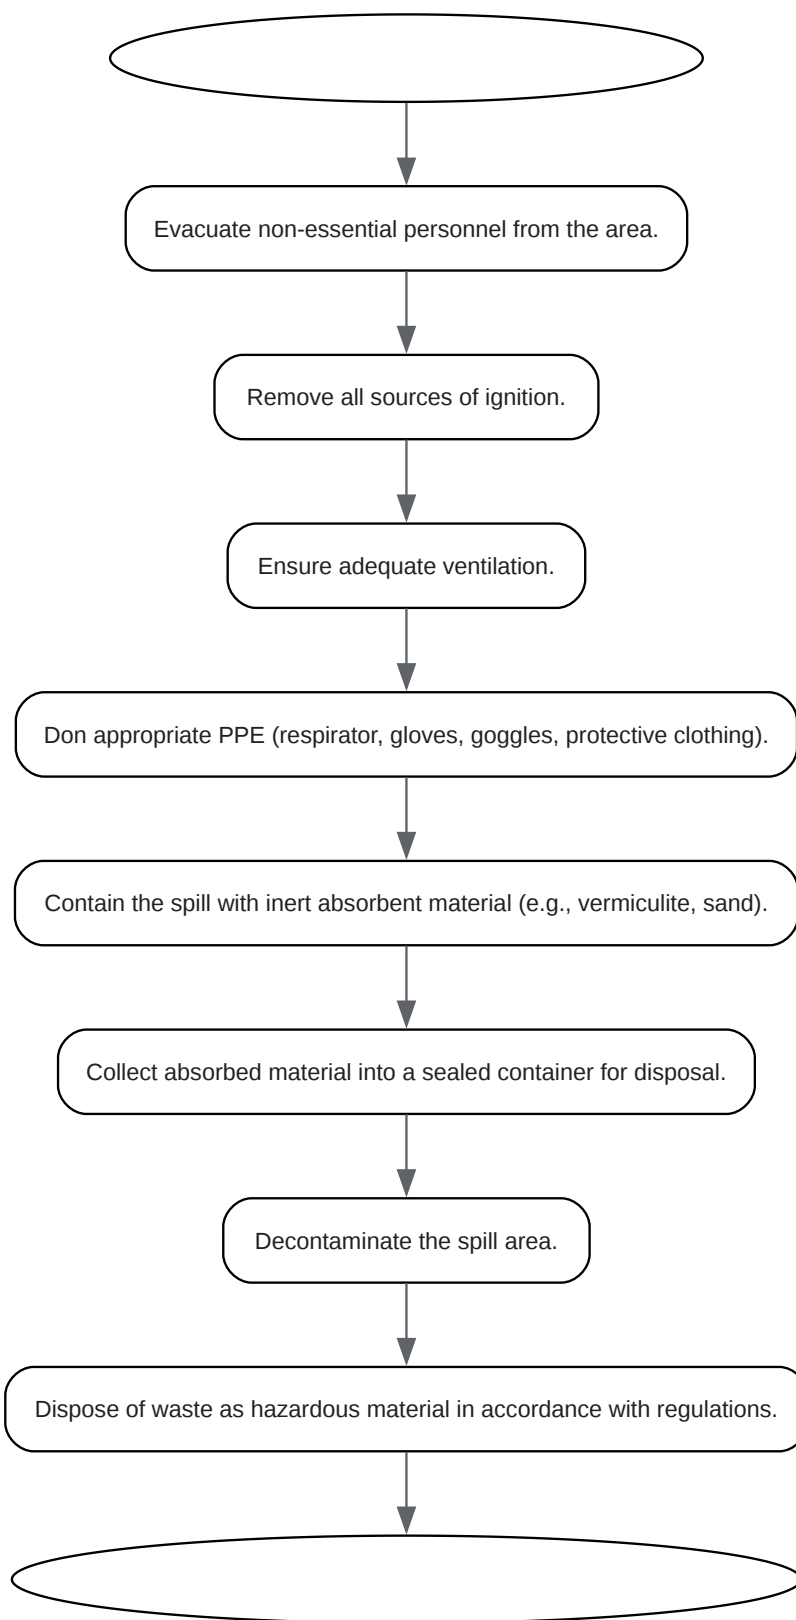 Evacuate non-essential personnel from the area.
Remove all sources of ignition.
Ensure adequate ventilation.
Don appropriate PPE (respirator, gloves, goggles, protective clothing).
Contain the spill with inert absorbent material (e.g., vermiculite, sand).
Collect absorbed material into a sealed container for disposal.
Decontaminate the spill area.
Dispose of waste as hazardous material in accordance with regulations.